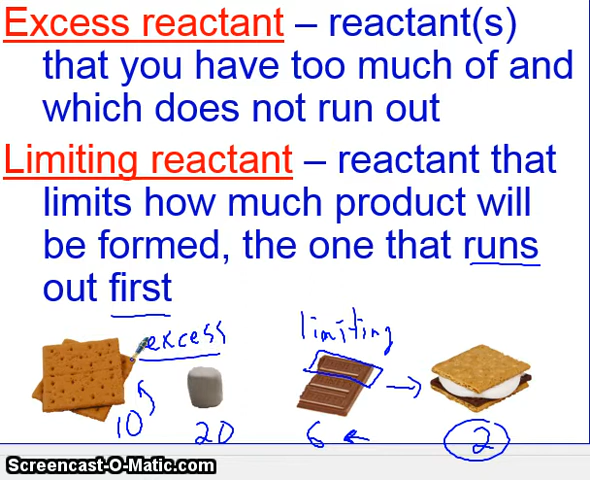 Excess reactant – reactant(s)
that you have too much of and
which does not run out
Limiting reactant – reactant that
limits how much product will
be formed, the one that runs
out first
excess
limiting
10
20
6
2
Screencast-O-Matic.com